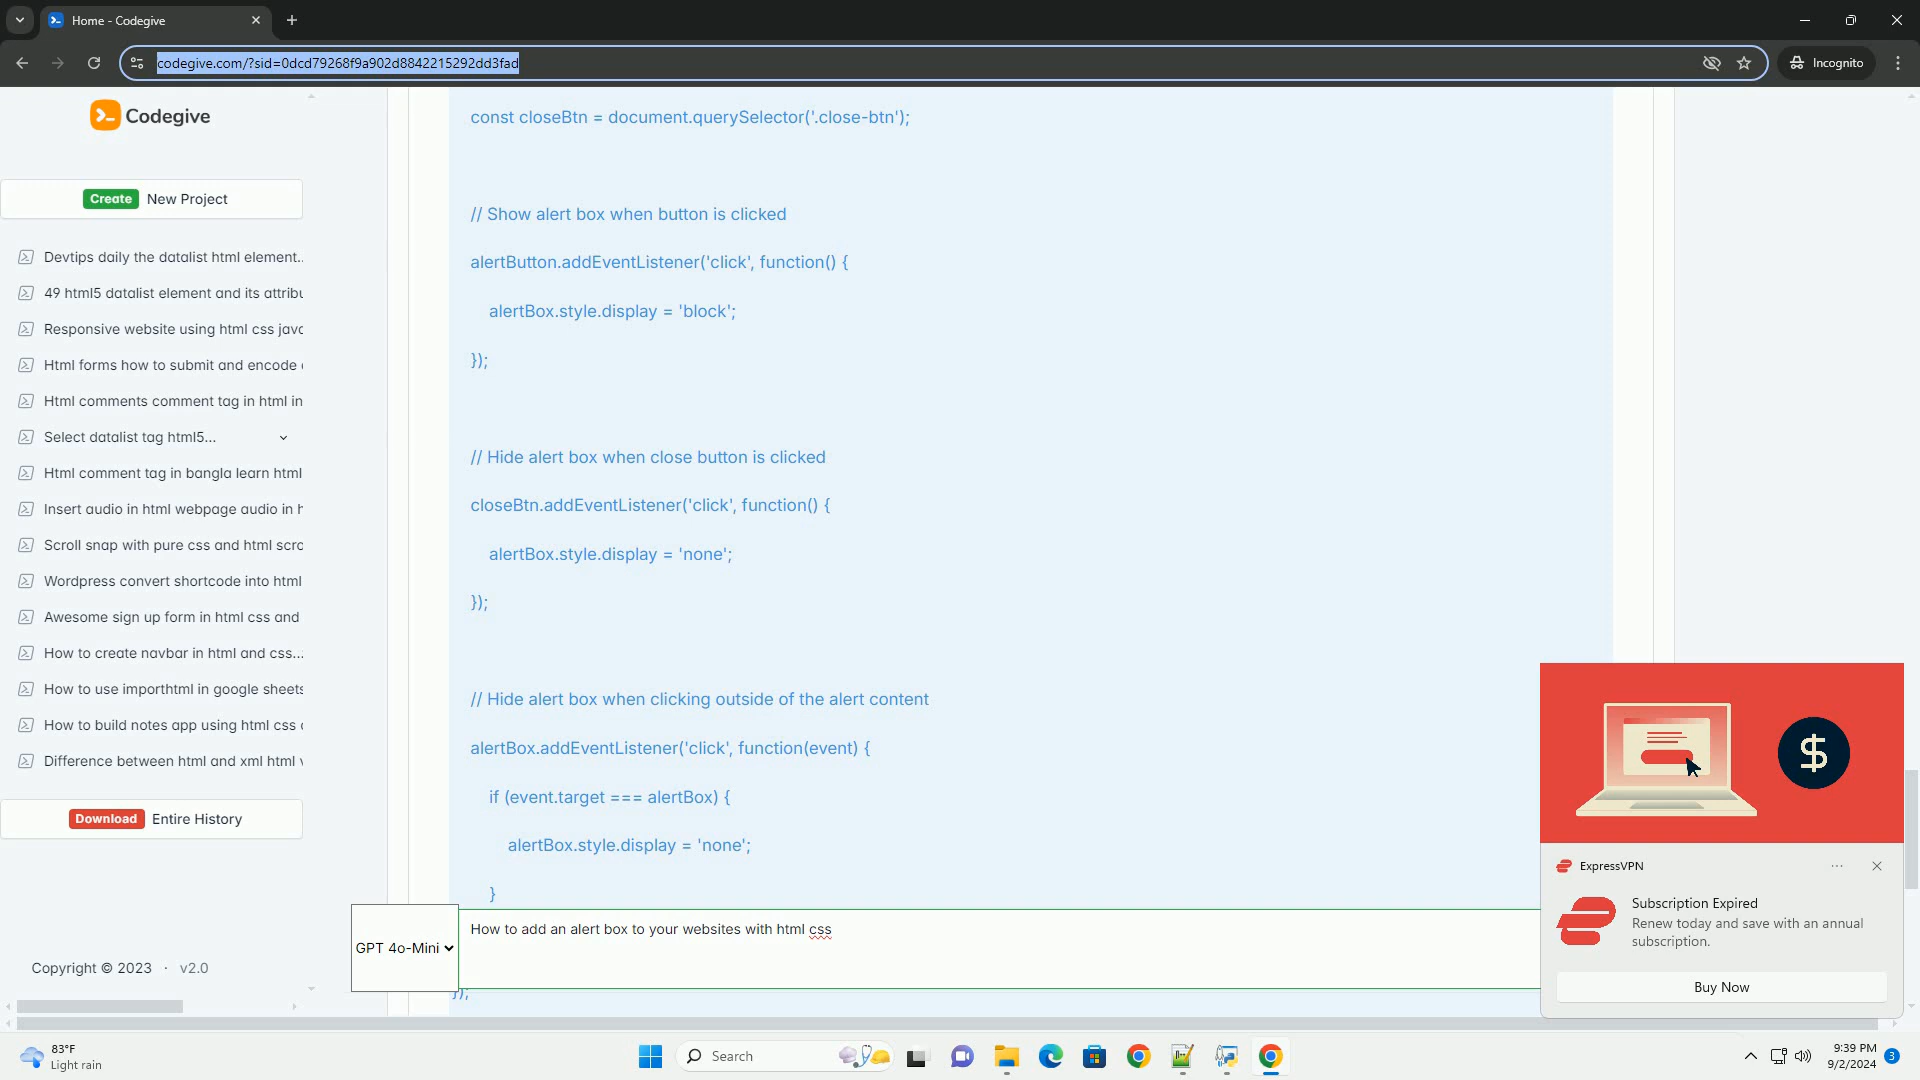 Home - Codegive
codegive.com/?sid=0dcd79268f9a902d8842215292dd3fad
Incognito
Codegive
Create New Project
Devtips daily the datalist html element..
49 html5 datalist element and its attribu
Responsive website using html css java
Html forms how to submit and encode
Html comments comment tag in html in
Select datalist tag html5...
Html comment tag in bangla learn html
Insert audio in html webpage audio in h
Scroll snap with pure css and html scro
Wordpress convert shortcode into html
Awesome sign up form in html css and
How to create navbar in html and css...
How to use importhtml in google sheets
How to build notes app using html css
Difference between html and xml html v
Download Entire History
Copyright © 2023 · v2.0
const closeBtn = document.querySelector('.close-btn');
// Show alert box when button is clicked
alertButton.addEventListener('click', function() {
alertBox.style.display = 'block';
});
// Hide alert box when close button is clicked
closeBtn.addEventListener('click', function() {
alertBox.style.display = 'none';
});
// Hide alert box when clicking outside of the alert content
alertBox.addEventListener('click', function(event) {
if (event.target === alertBox) {
alertBox.style.display = 'none';
}
});
GPT 4o-Mini
How to add an alert box to your websites with html css
$
ExpressVPN
Subscription Expired
Renew today and save with an annual
subscription.
Buy Now
83°F
Light rain
Search
9:39 PM
9/2/2024
3